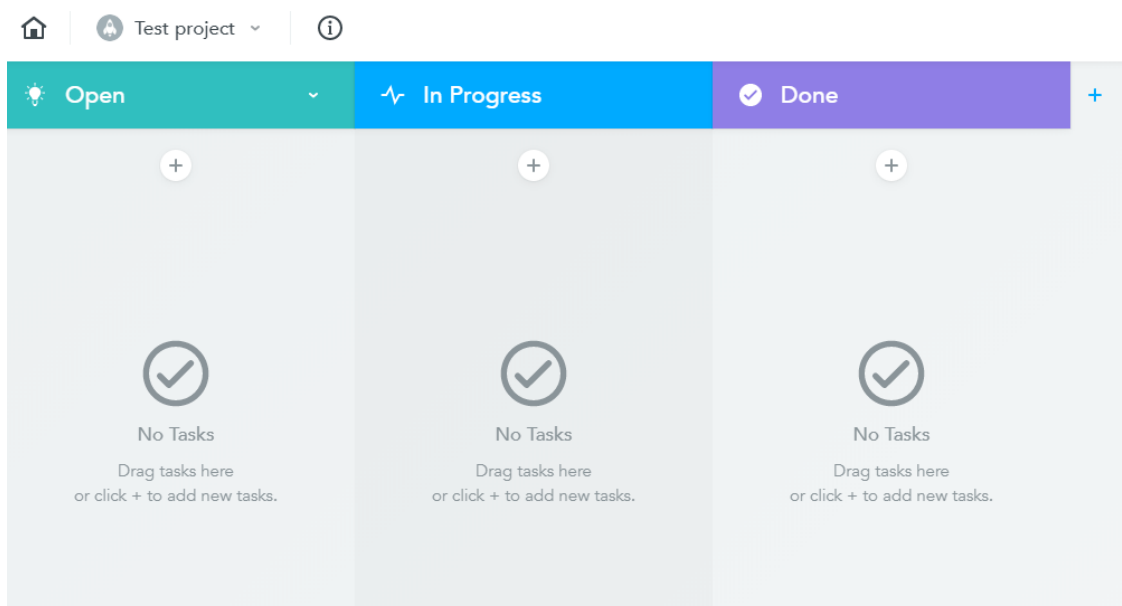 Test project
Open
In Progress
Done
No Tasks
Drag tasks here
or click + to add new tasks.
No Tasks
Drag tasks here
or click + to add new tasks.
No Tasks
Drag tasks here
or click + to add new tasks.